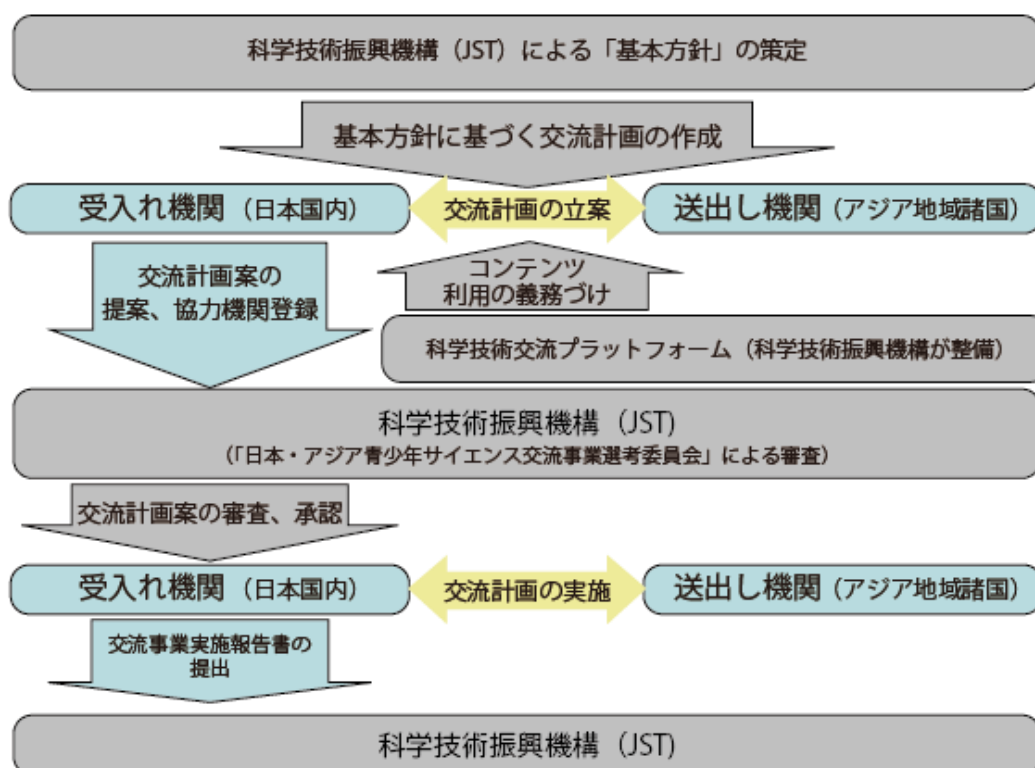 科学技術振興機構（JST）による「基本方針」の策定
基本方針に基づく交流計画の作成
受入れ機関（日本国内）
交流計画の立案
送出し機関（アジア地域諸国）
交流計画案の
提案、協力機関登録
コンテンツ
利用の義務づけ
科学技術交流プラットフォーム（科学技術振興機構が整備）
科学技術振興機構（JST)
（「日本・アジア青少年サイエンス交流事業選考委員会」による審査）
交流計画案の審査、承認
受入れ機関（日本国内）
交流計画の実施
送出し機関（アジア地域諸国）
交流事業実施報告書の
提出
科学技術振興機構（JST)